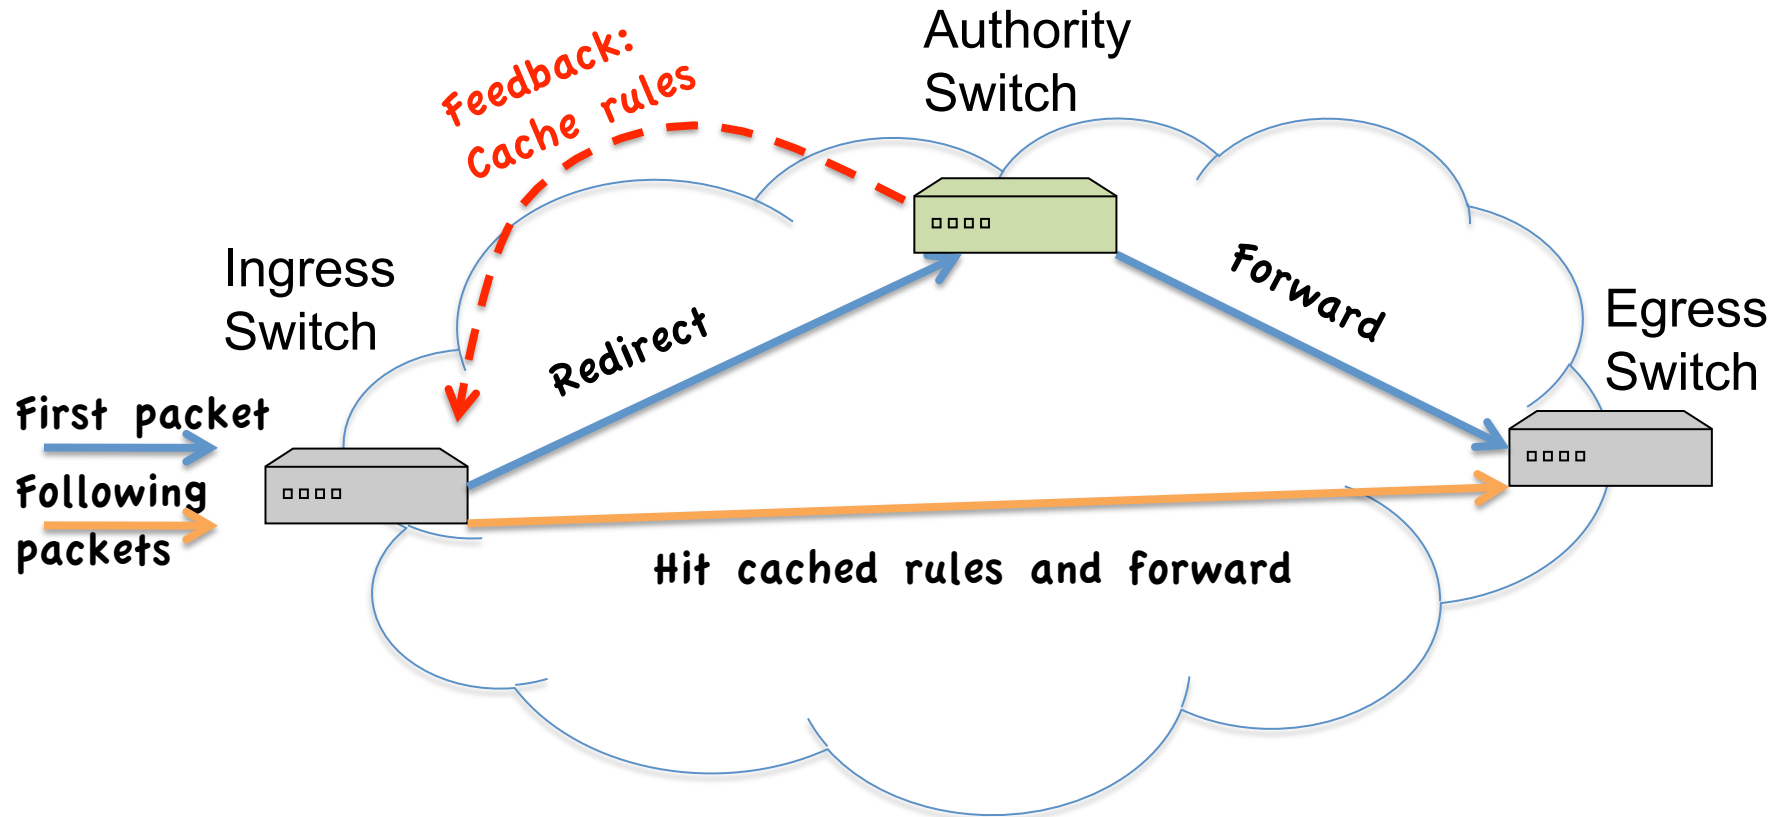 Feedback:
Cache rules
Authority
Switch
Ingress
Switch
Redirect
Forward
Egress
Switch
First packet
Following
packets
Hit cached rules and forward